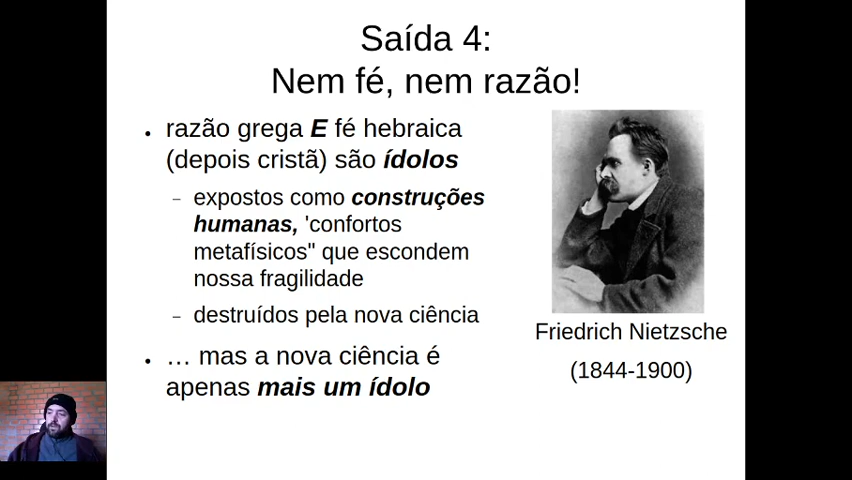 Saída 4:
Nem fé, nem razão!
razão grega E fé hebraica
(depois cristã) são ídolos
expostos como construções
humanas, 'confortos
metafísicos" que escondem
nossa fragilidade
destruídos pela nova ciência
… mas a nova ciência é
apenas mais um ídolo
Friedrich Nietzsche
(1844-1900)